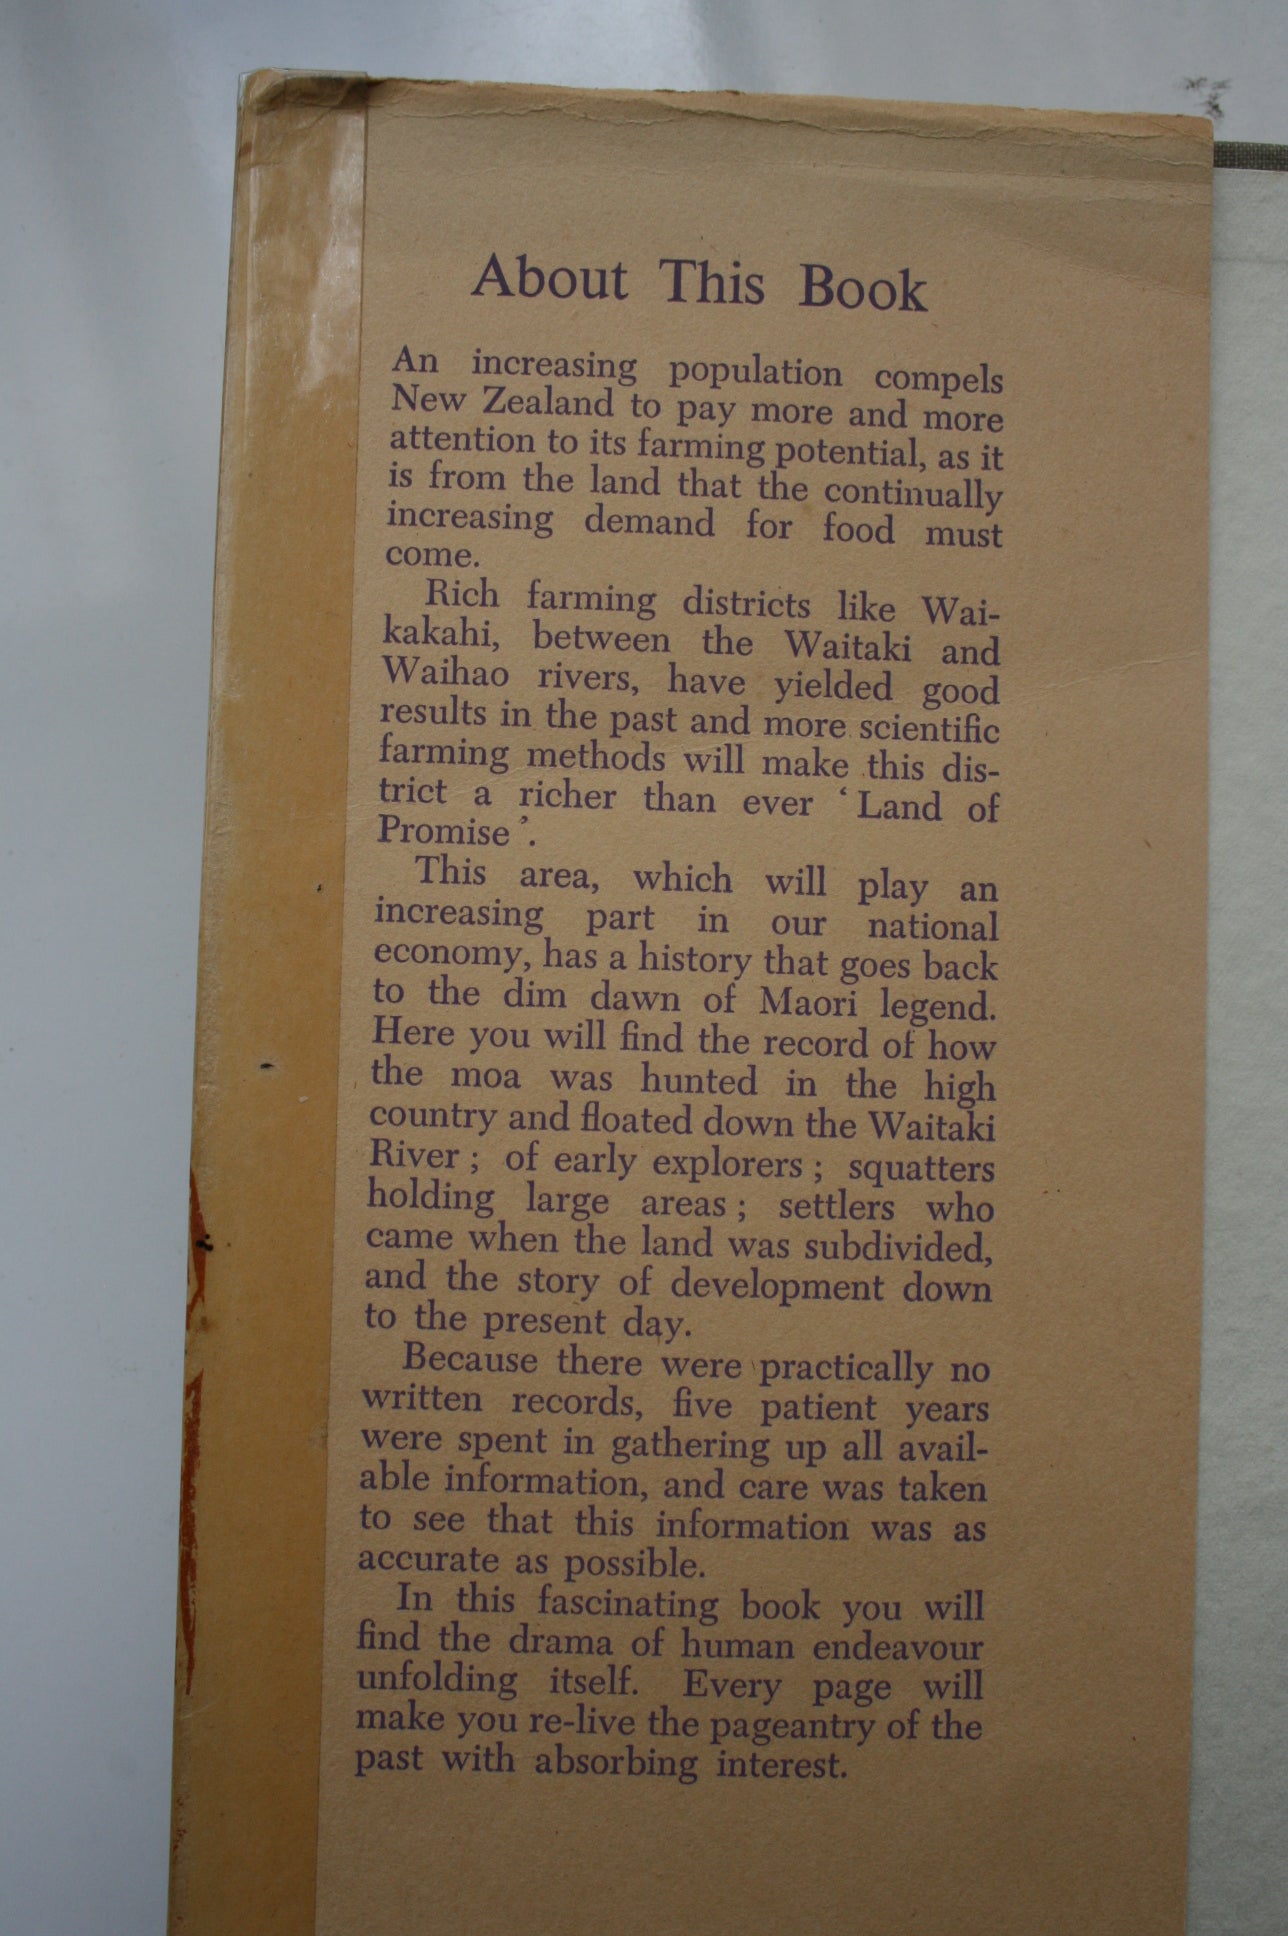 About This Book
An increasing population compels
New Zealand to pay more and more
attention to its farming potential, as it
is from the land that the continually
increasing demand for food must
come.
Rich farming districts like Wai-
kakahi, between the Waitaki and
Waihao rivers, have yielded good
results in the past and more scientific
farming methods will make this dis-
trict a richer than ever ‘Land of
Promise’.
This area, which will play an
increasing part in our national
economy, has a history that goes back
to the dim dawn of Maori legend.
Here you will find the record of how
the moa was hunted in the high
country and floated down the Waitaki
River ; of early explorers ; squatters
holding large areas ; settlers who
came when the land was subdivided,
and the story of development down
to the present day.
Because there were practically no
written records, five patient years
were spent in gathering up all avail-
able information, and care was taken
to see that this information was as
accurate as possible.
In this fascinating book you will
find the drama of human endeavour
unfolding itself. Every page will
make you re-live the pageantry of the
past with absorbing interest.